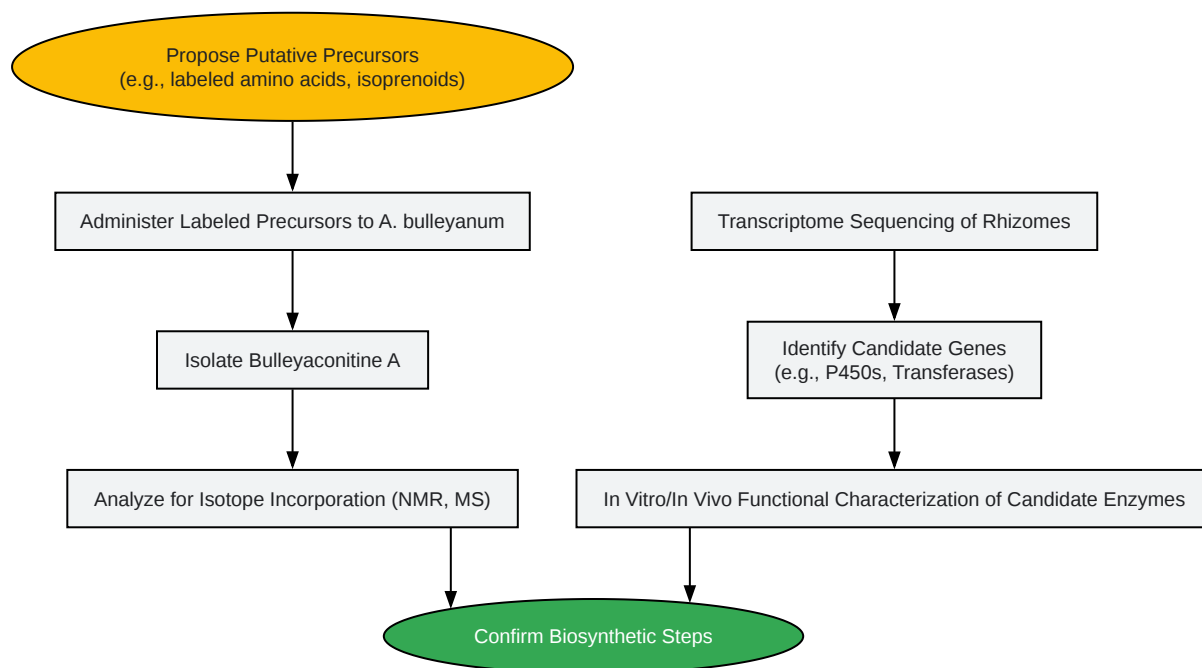 Propose Putative Precursors
(e.g., labeled amino acids, isoprenoids)
Administer Labeled Precursors to A. bulleyanum
Transcriptome Sequencing of Rhizomes
Isolate Bulleyaconitine A
Identify Candidate Genes
(e.g., P450s, Transferases)
Analyze for Isotope Incorporation (NMR, MS)
In Vitro/In Vivo Functional Characterization of Candidate Enzymes
Confirm Biosynthetic Steps